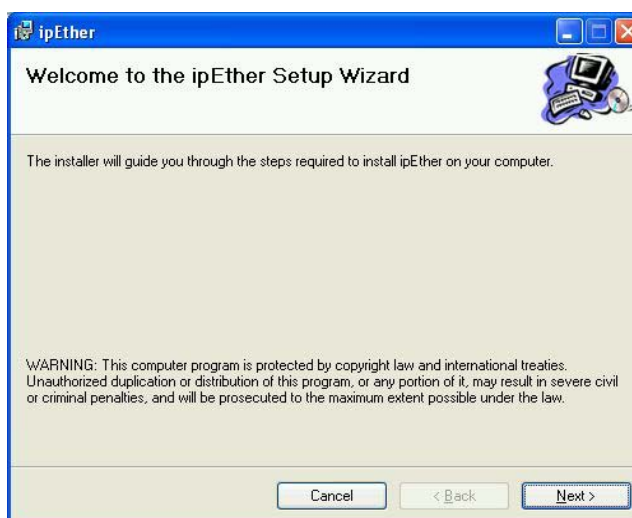 ipEther
Welcome to the ipEther Setup Wizard
The installer will guide you through the steps required to install ipEther on your computer.
WARNING: This computer program is protected by copyright law and international treaties.
Unauthorized duplication or distribution of this program, or any portion of it, may result in severe civil
or criminal penalties, and will be prosecuted to the maximum extent possible under the law.
Cancel
< Back
Next >